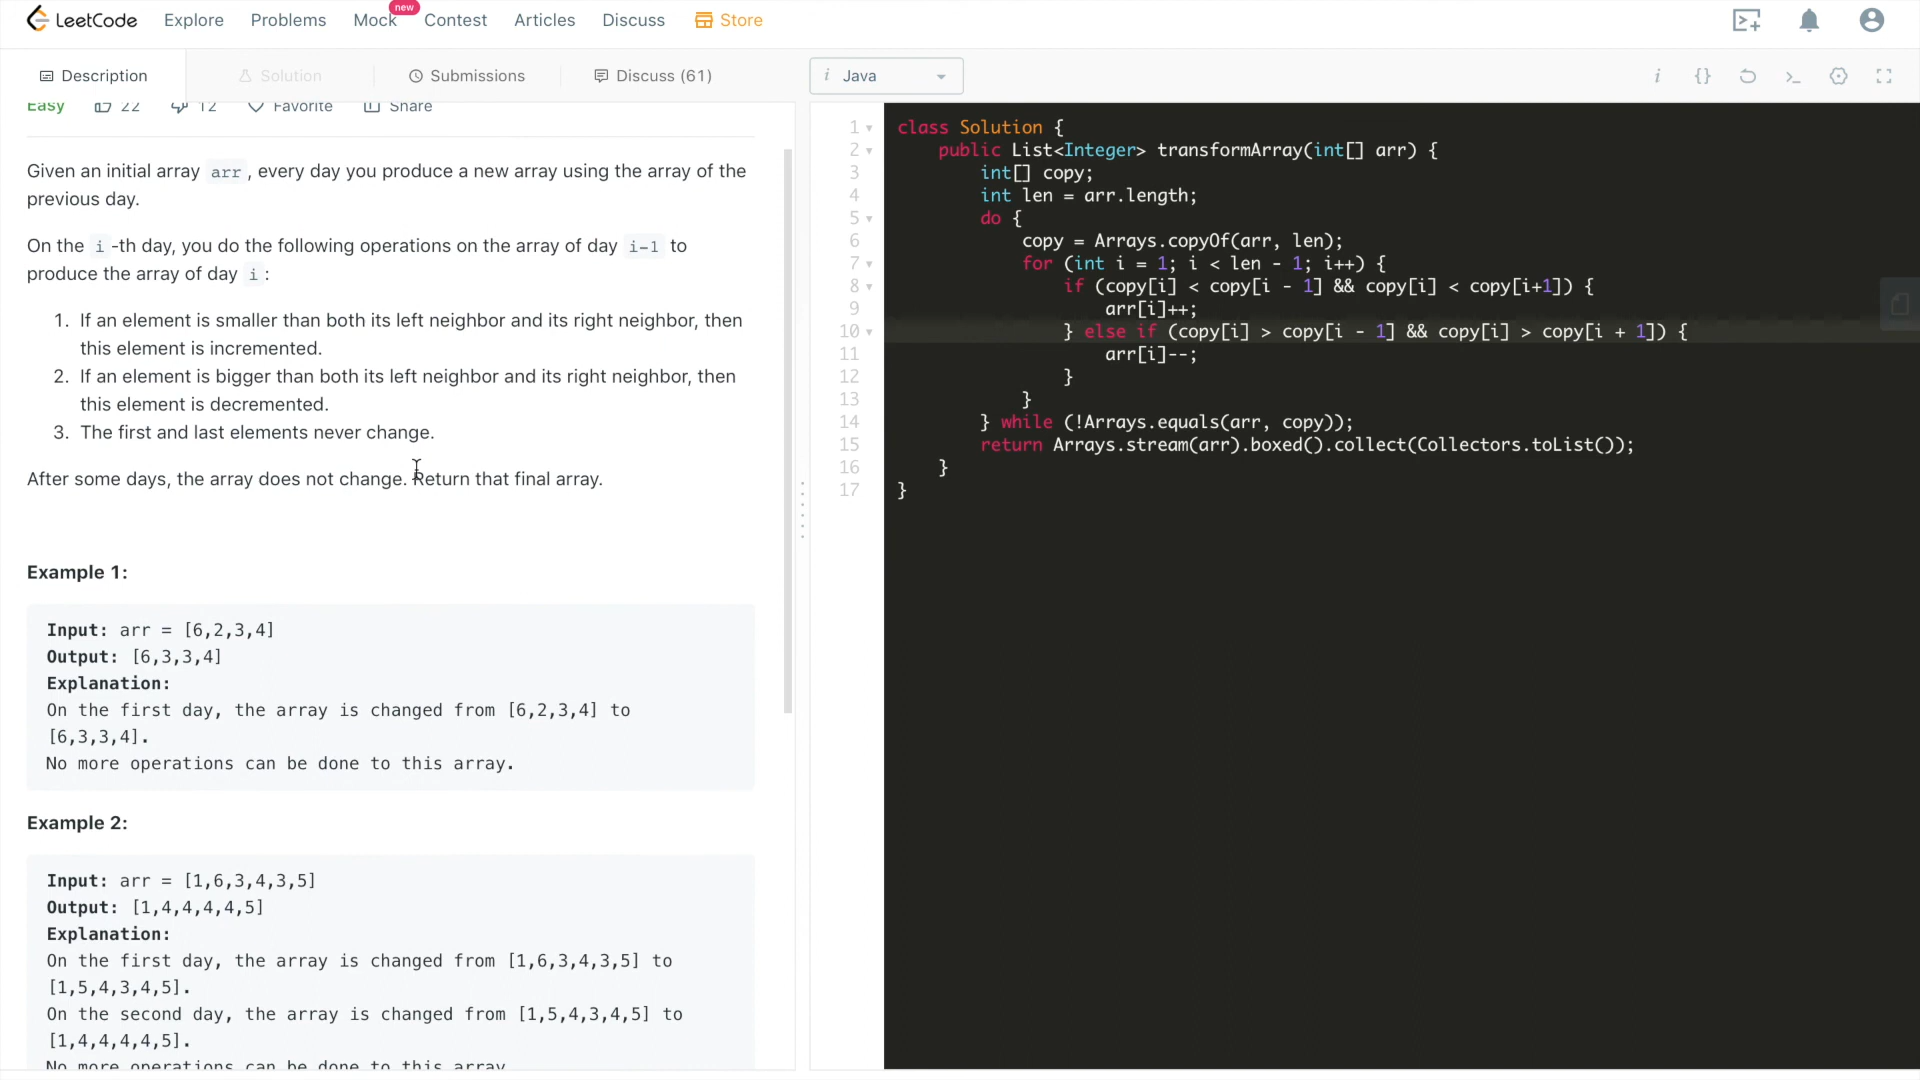 LeetCode Explore Problems Mock new Contest Articles Discuss Store
Description Solution Submissions Discuss (61)
Easy 22 12 Favorite Share
Given an initial array arr, every day you produce a new array using the array of the
previous day.
On the i-th day, you do the following operations on the array of day i-1 to
produce the array of day i:
1. If an element is smaller than both its left neighbor and its right neighbor, then
this element is incremented.
2. If an element is bigger than both its left neighbor and its right neighbor, then
this element is decremented.
3. The first and last elements never change.
After some days, the array does not change. Return that final array.
Example 1:
Input: arr = [6,2,3,4]
Output: [6,3,3,4]
Explanation:
On the first day, the array is changed from [6,2,3,4] to
[6,3,3,4].
No more operations can be done to this array.
Example 2:
Input: arr = [1,6,3,4,3,5]
Output: [1,4,4,4,4,5]
Explanation:
On the first day, the array is changed from [1,6,3,4,3,5] to
[1,5,4,3,4,5].
On the second day, the array is changed from [1,5,4,3,4,5] to
[1,4,4,4,4,5].
No more operations can be done to this array
i Java i {}
1 class Solution {
2 public List<Integer> transformArray(int[] arr) {
3 int[] copy;
4 int len = arr.length;
5 do {
6 copy = Arrays.copyOf(arr, len);
7 for (int i = 1; i < len - 1; i++) {
8 if (copy[i] < copy[i - 1] && copy[i] < copy[i+1]) {
9 arr[i]++;
10 } else if (copy[i] > copy[i - 1] && copy[i] > copy[i + 1]) {
11 arr[i]--;
12 }
13 }
14 } while (!Arrays.equals(arr, copy));
15 return Arrays.stream(arr).boxed().collect(Collectors.toList());
16 }
17 }